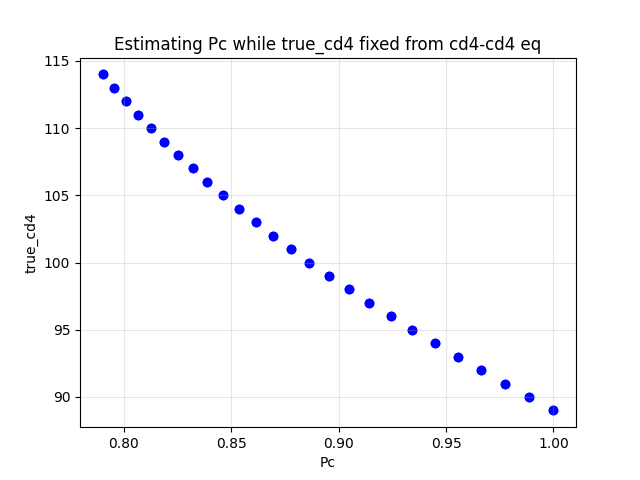 Estimating Pc while true_cd4 fixed from cd4-cd4 eq
115
110
105
100
95
90
true_cd4
0.80 0.85 0.90 0.95 1.00
Pc